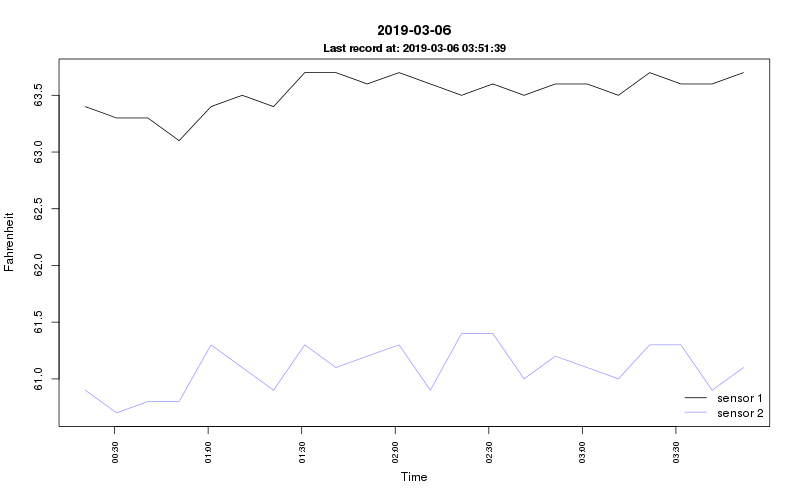 2019-03-06
Last record at: 2019-03-06 03:51:39
Fahrenheit
63.5
63.0
62.5
62.0
61.5
61.0
sensor 1
sensor 2
00:30 01:00 01:30 02:00 02:30 03:00 03:30
Time